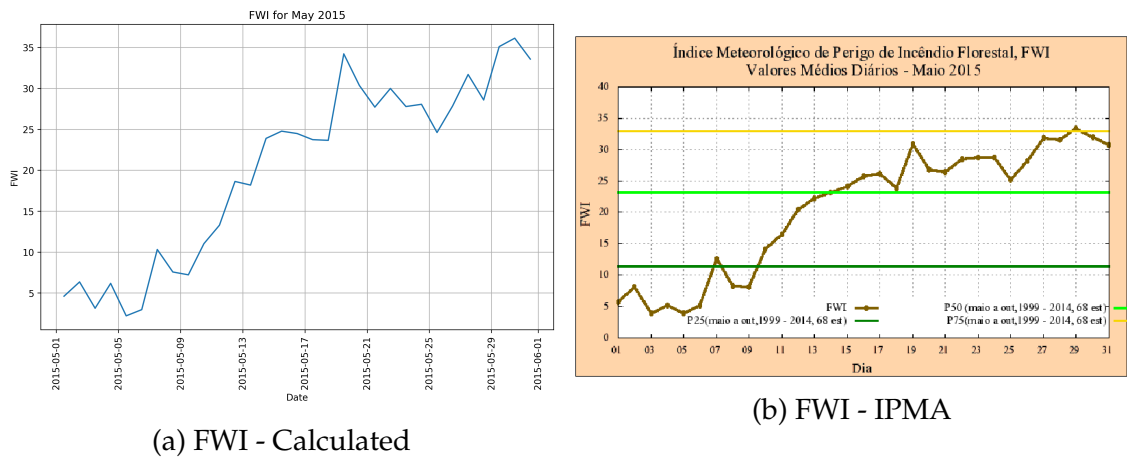 FWI for May 2015
35
30
25
20
15
10
5
FWI
2015-05-01
2015-05-05
2015-05-09
2015-05-13
2015-05-17
2015-05-21
2015-05-25
2015-05-29
2015-06-01
Date
(a) FWI - Calculated
Índice Meteorológico de Perigo de Incêndio Florestal, FWI
Valores Médios Diários - Maio 2015
40
35
30
25
20
15
10
5
0
FWI
FWI
P25(maio a out,1999 - 2014, 68 est)
P50 (maio a out,1999 - 2014, 68 est)
P75(maio a out,1999 - 2014, 68 est)
01 03 05 07 09 11 13 15 17 19 21 23 25 27 29 31
Dia
(b) FWI - IPMA